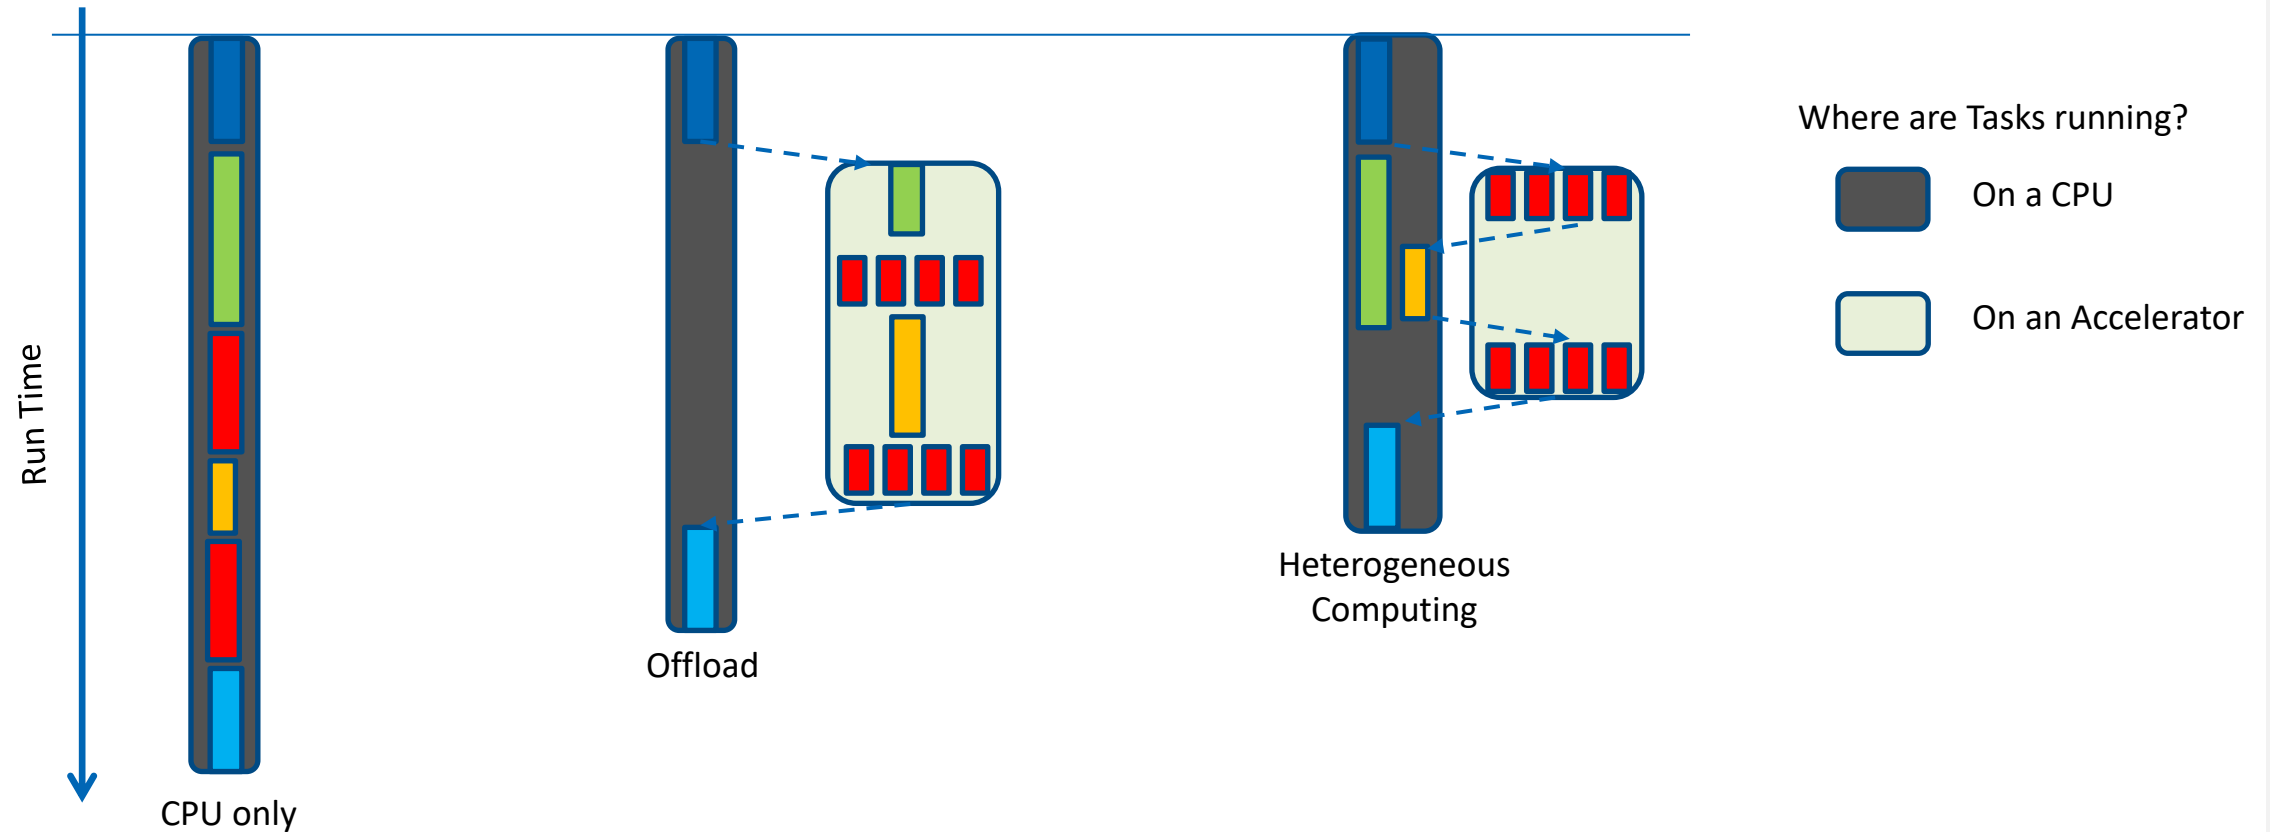 Run Time
CPU only
Offload
Heterogeneous
Computing
Where are Tasks running?
On a CPU
On an Accelerator